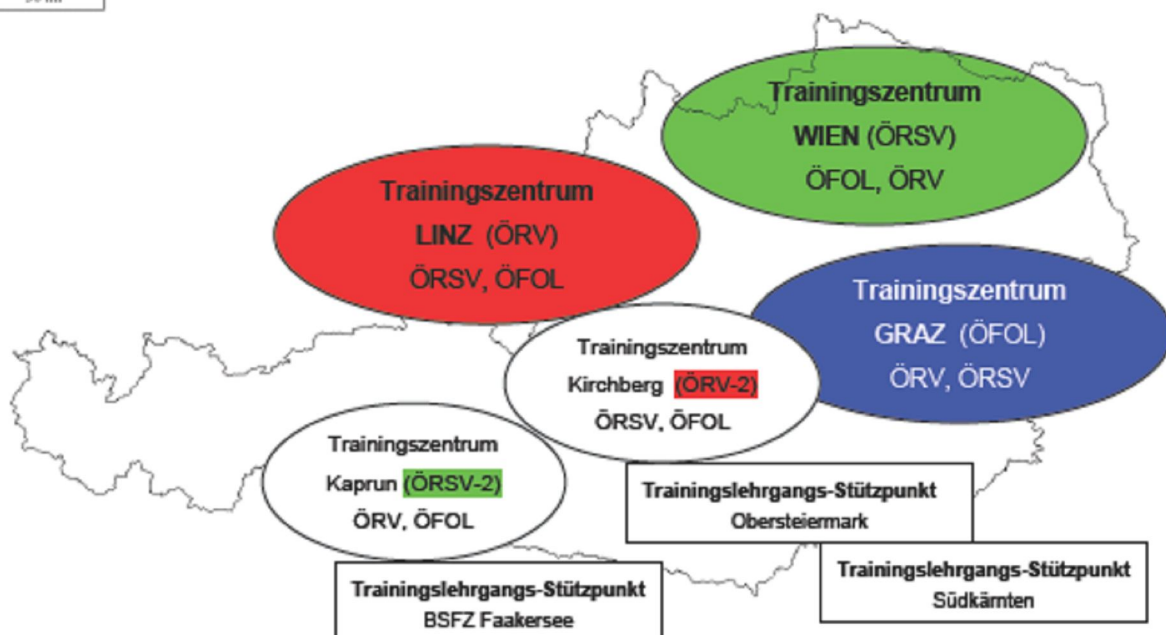 Trainingszentrum
WIEN (ÖRSV)
ÖFOL, ÖRV
Trainingszentrum
LINZ (ÖRV)
ÖRSV, ÖFOL
Trainingszentrum
GRAZ (ÖFOL)
ÖRV, ÖRSV
Trainingszentrum
Kirchberg (ÖRV-2)
ÖRSV, ÖFOL
Trainingszentrum
Kaprun (ÖRSV-2)
ÖRV, ÖFOL
Trainingslehrgangs-Stützpunkt
Obersteiermark
Trainingslehrgangs-Stützpunkt
Südkärnten
Trainingslehrgangs-Stützpunkt
BSFZ Faakersee